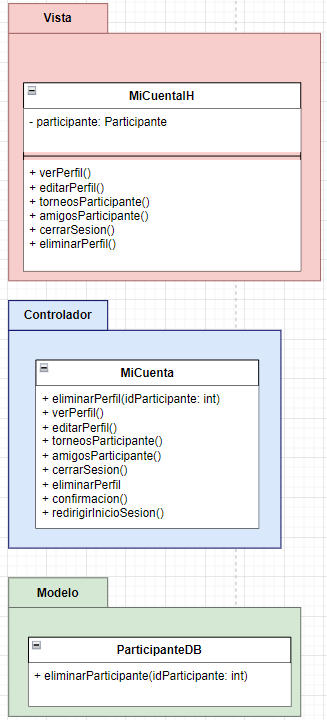 Vista
MiCuentaIH
- participante: Participante
+ verPerfil()
+ editarPerfil()
+ torneosParticipante()
+ amigosParticipante()
+ cerrarSesion()
+ eliminarPerfil()
Controlador
MiCuenta
+ eliminarPerfil(idParticipante: int)
+ verPerfil()
+ editarPerfil()
+ torneosParticipante()
+ amigosParticipante()
+ cerrarSesion()
+ eliminarPerfil
+ confirmacion()
+ redirigirInicioSesion()
Modelo
ParticipanteDB
+ eliminarParticipante(idParticipante: int)